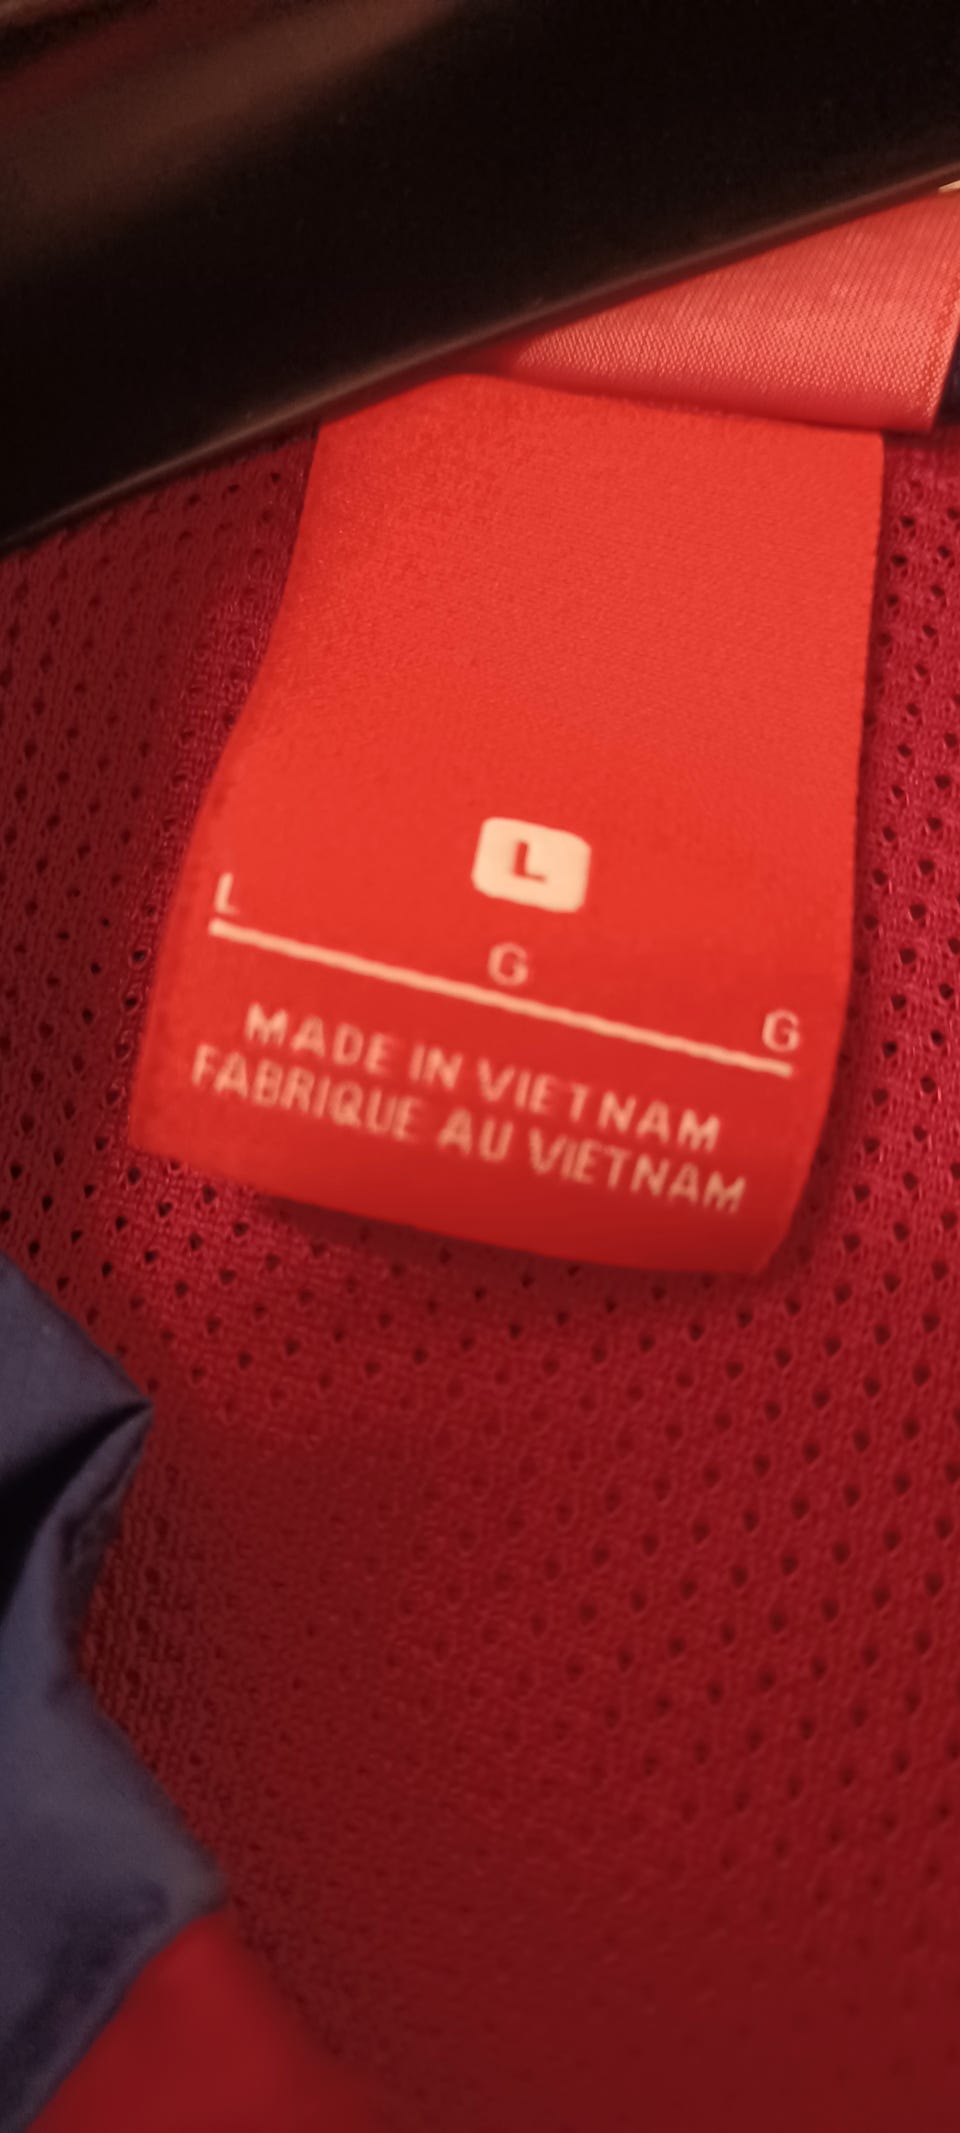 L
L G G
MADE IN VIETNAM
FABRIQUE AU VIETNAM